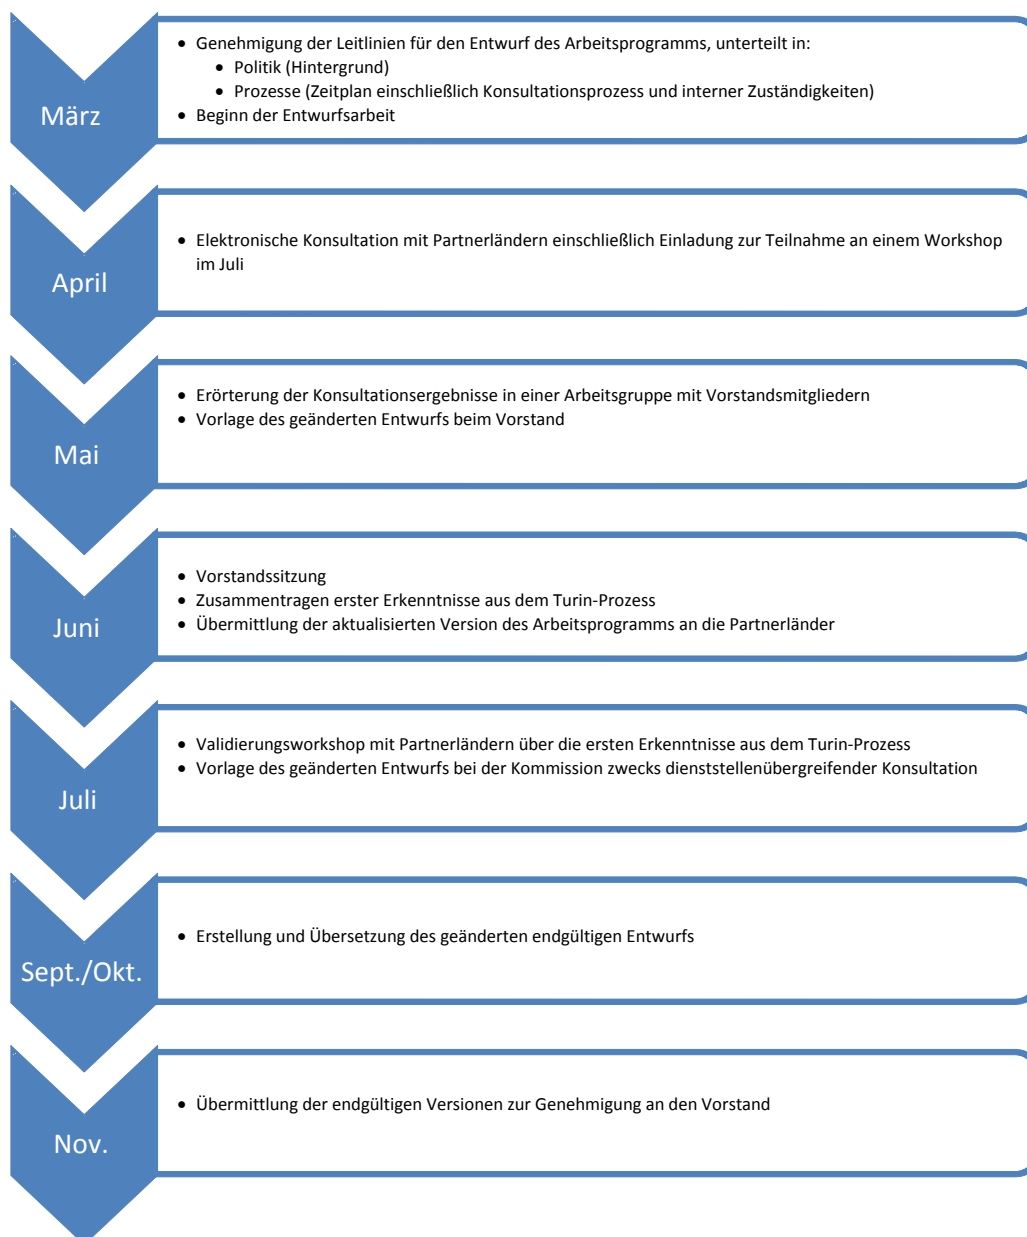 März
• Genehmigung der Leitlinien für den Entwurf des Arbeitsprogramms, unterteilt in:
• Politik (Hintergrund)
• Prozesse (Zeitplan einschließlich Konsultationsprozess und interner Zuständigkeiten)
• Beginn der Entwurfsarbeit
April
• Elektronische Konsultation mit Partnerländern einschließlich Einladung zur Teilnahme an einem Workshop
im Juli
Mai
• Erörterung der Konsultationsergebnisse in einer Arbeitsgruppe mit Vorstandsmitgliedern
• Vorlage des geänderten Entwurfs beim Vorstand
Juni
• Vorstandssitzung
• Zusammentragen erster Erkenntnisse aus dem Turin-Prozess
• Übermittlung der aktualisierten Version des Arbeitsprogramms an die Partnerländer
Juli
• Validierungsworkshop mit Partnerländern über die ersten Erkenntnisse aus dem Turin-Prozess
• Vorlage des geänderten Entwurfs bei der Kommission zwecks dienststellenübergreifender Konsultation
Sept./Okt.
• Erstellung und Übersetzung des geänderten endgültigen Entwurfs
Nov.
• Übermittlung der endgültigen Versionen zur Genehmigung an den Vorstand